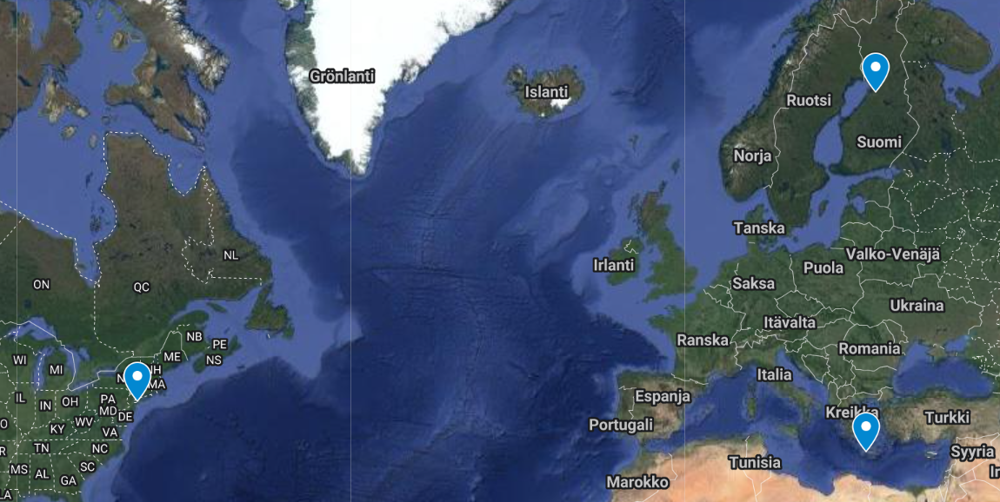 Grönlanti
Islanti
Ruotsi
Suomi
Norja
Tanska
NL
Valko-Venäjä
Irlanti
Puola
ON
QC
Saksa
Ukraina
Itävalta
NB
Ranska
PE
Romania
ME
WI
NS
MI
Italia
MA
Espanja
IL
IN
OH
PA
MD
Kreikka
DE
Turkki
WV
Portugali
KY
VA
TN
NC
Syyria
Tunisia
SC
MS
AL
GA
Marokko
LA